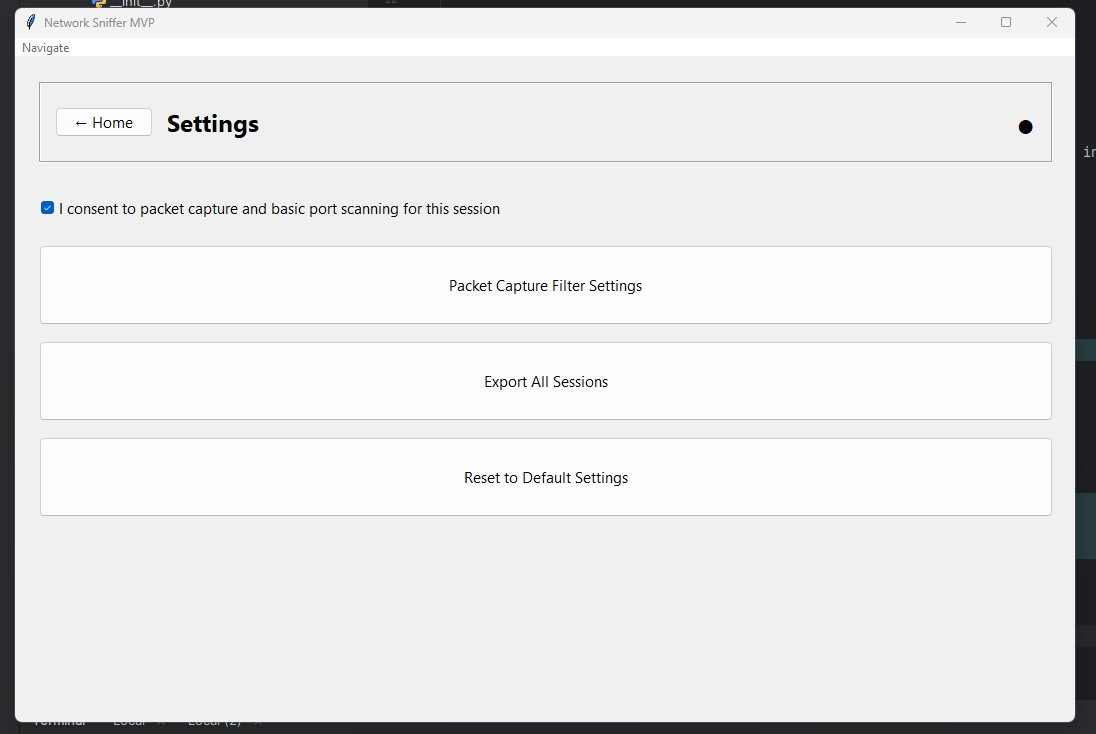 __init__.py
12
Network Sniffer MVP
Navigate
← Home
Settings
in
I consent to packet capture and basic port scanning for this session
Packet Capture Filter Settings
Export All Sessions
Reset to Default Settings
Terminal Local × Local (2) ×